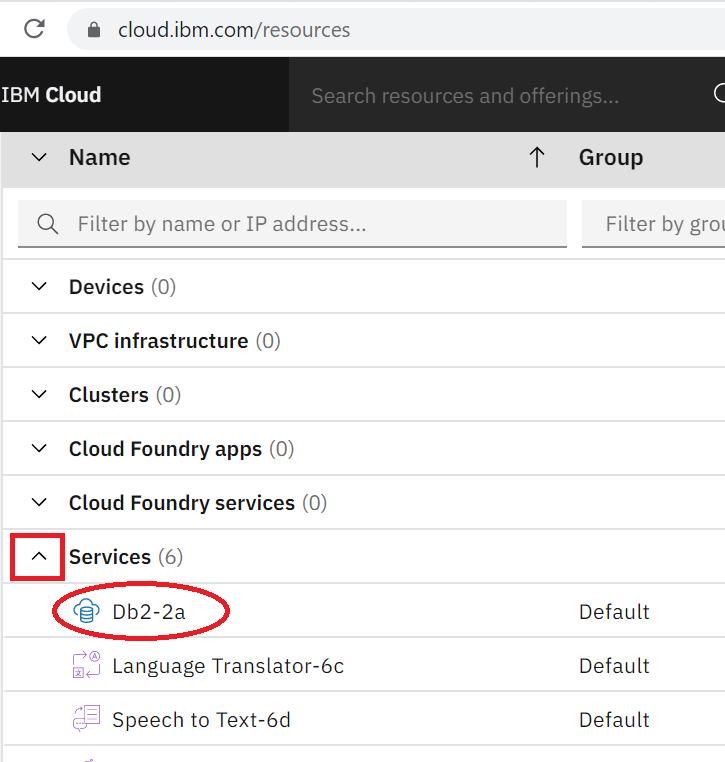 cloud.ibm.com/resources
IBM Cloud
Search resources and offerings...
Name
Group
Filter by name or IP address...
Filter by grou
Devices (0)
VPC infrastructure (0)
Clusters (0)
Cloud Foundry apps (0)
Cloud Foundry services (0)
Services (6)
Db2-2a
Default
Language Translator-6c
Default
Speech to Text-6d
Default